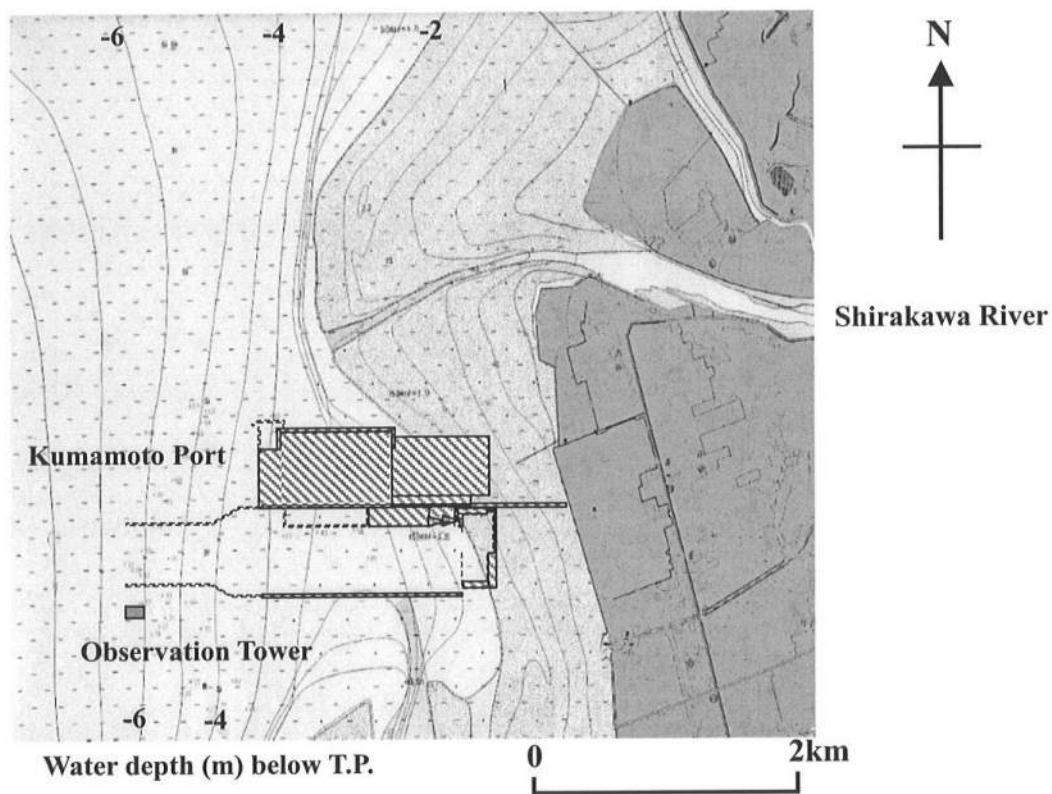 -6 -4 -2
N
Shirakawa River
Kumamoto Port
Observation Tower
-6 -4
Water depth (m) below T.P.
0 2km